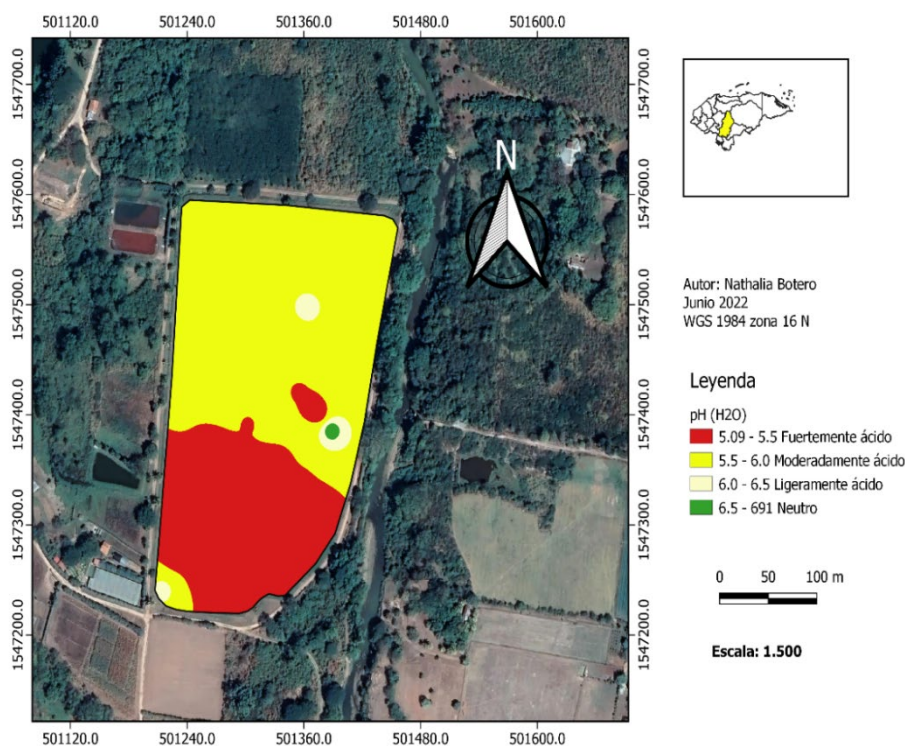 501120.0 501240.0 501360.0 501480.0 501600.0
1547700.0
1547600.0
1547500.0
1547400.0
1547300.0
1547200.0
N
1547700.0
1547600.0
1547500.0
1547400.0
1547300.0
1547200.0
501120.0 501240.0 501360.0 501480.0 501600.0
Autor: Nathalia Botero
Junio 2022
WGS 1984 zona 16 N
Leyenda
pH (H2O)
5.09 - 5.5 Fuertemente ácido
5.5 - 6.0 Moderadamente ácido
6.0 - 6.5 Ligeramente ácido
6.5 - 691 Neutro
0 50 100 m
Escala: 1.500